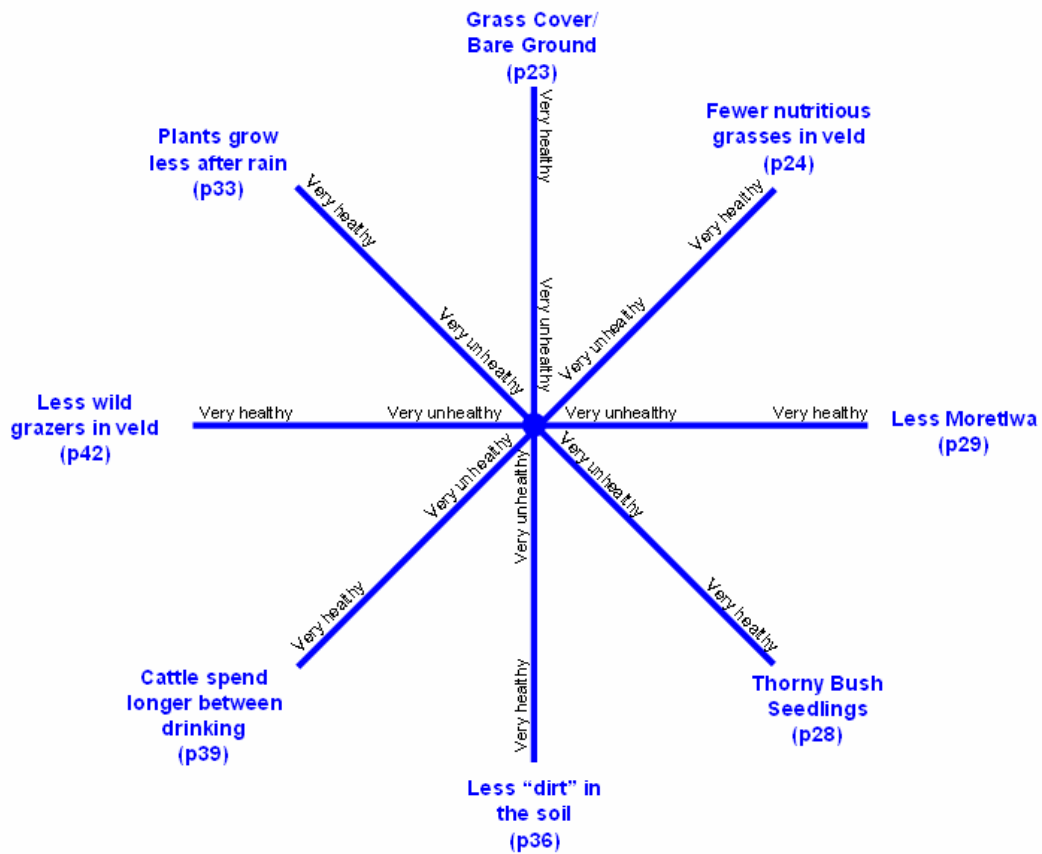 Grass Cover/
Bare Ground
(p23)
Very healthy
Very unhealthy
Fewer nutritious
grasses in veld
(p24)
Very healthy
Very unhealthy
Less Moretlwa
(p29)
Very healthy
Very unhealthy
Thorny Bush
Seedlings
(p28)
Very healthy
Very unhealthy
Less “dirt” in
the soil
(p36)
Very healthy
Very unhealthy
Cattle spend
longer between
drinking
(p39)
Very healthy
Very unhealthy
Less wild
grazers in veld
(p42)
Very healthy
Very unhealthy
Plants grow
less after rain
(p33)
Very healthy
Very unhealthy